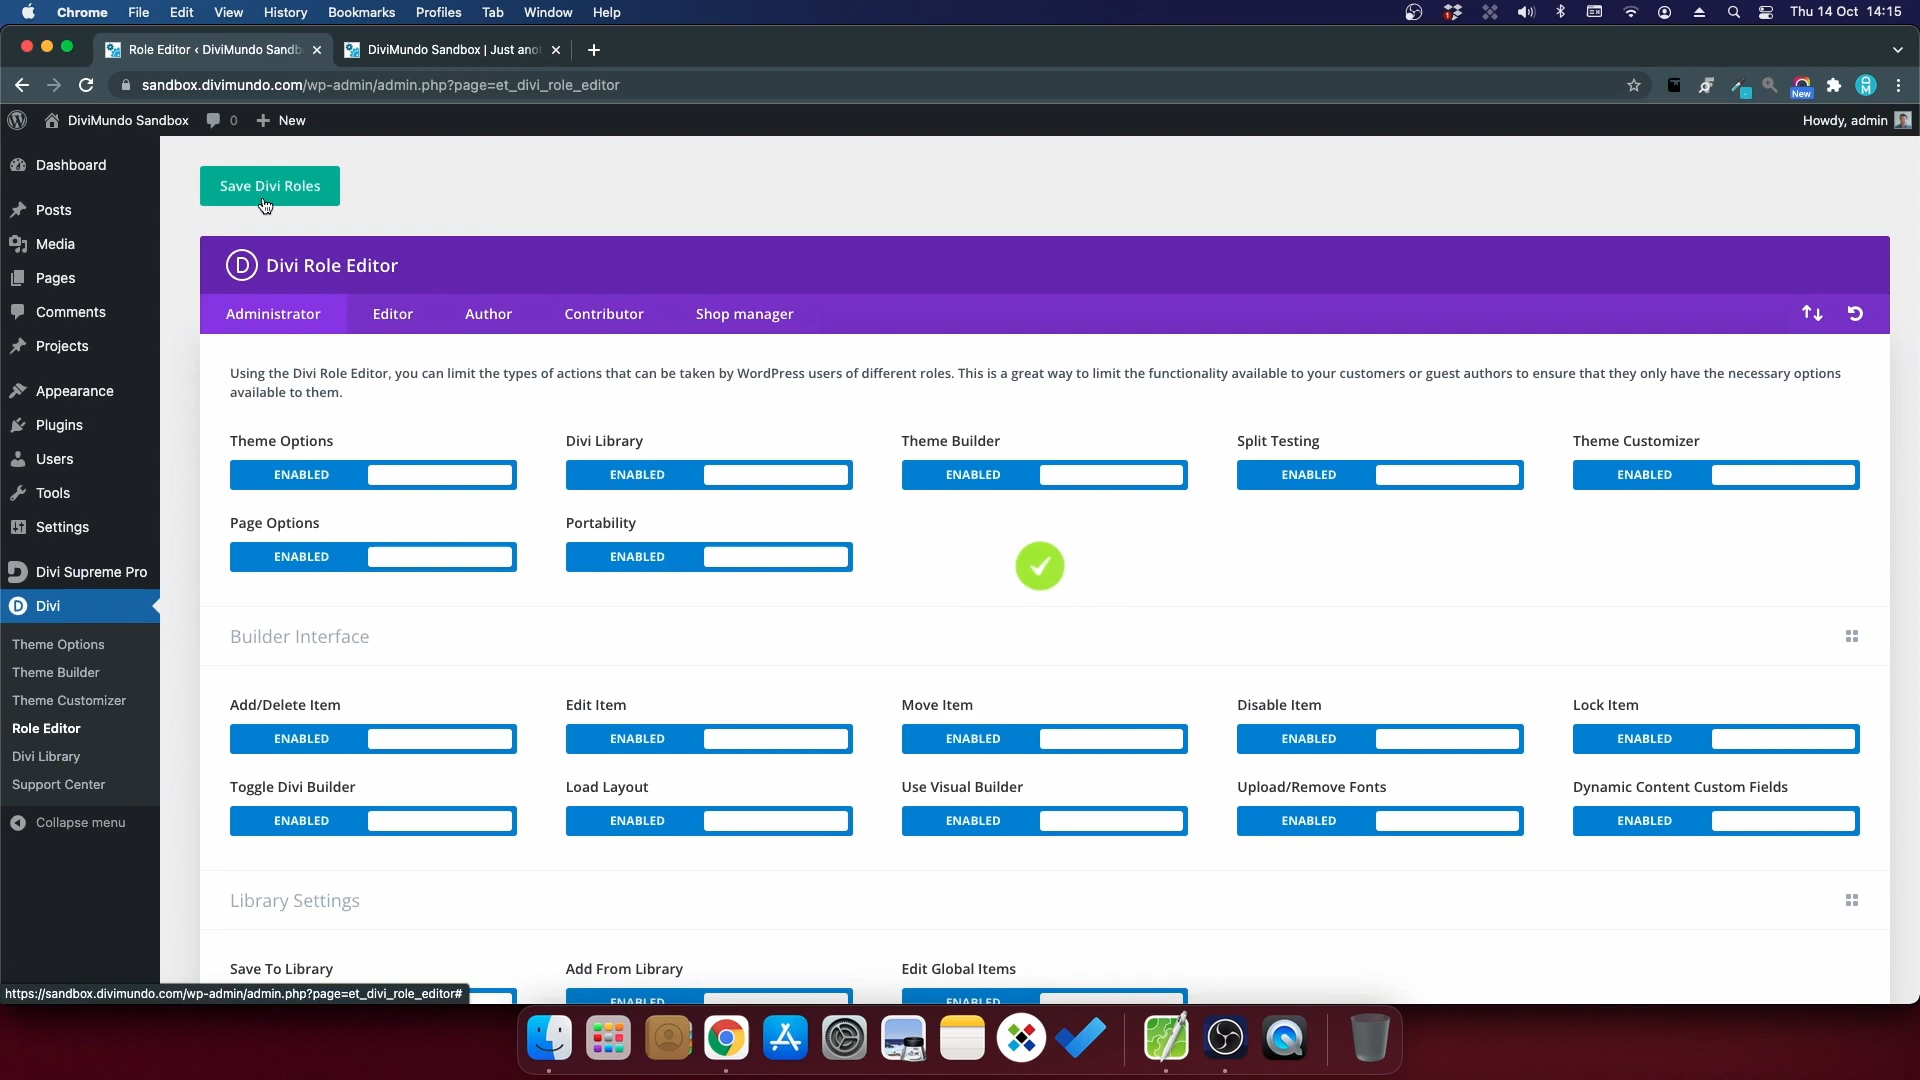 Chrome File Edit View History Bookmarks Profiles Tab Window Help
1
Thu 14 Oct 14:15
Role Editor ‹ DiviMundo Sandb
DiviMundo Sandbox | Just ano
sandbox.divimundo.com/wp-admin/admin.php?page=et_divi_role_editor
New
DiviMundo Sandbox 0 New
Howdy, admin
Dashboard
Posts
Media
Pages
Comments
Projects
Appearance
Plugins
Users
Tools
Settings
Divi Supreme Pro
D Divi
Theme Options
Theme Builder
Theme Customizer
Role Editor
Divi Library
Support Center
Collapse menu
Save Divi Roles
D Divi Role Editor
Administrator Editor Author Contributor Shop manager
Using the Divi Role Editor, you can limit the types of actions that can be taken by WordPress users of different roles. This is a great way to limit the functionality available to your customers or guest authors to ensure that they only have the necessary options
available to them.
Theme Options Divi Library Theme Builder Split Testing Theme Customizer
ENABLED ENABLED ENABLED ENABLED ENABLED
Page Options Portability
ENABLED ENABLED
Builder Interface
Add/Delete Item Edit Item Move Item Disable Item Lock Item
ENABLED ENABLED ENABLED ENABLED ENABLED
Toggle Divi Builder Load Layout Use Visual Builder Upload/Remove Fonts Dynamic Content Custom Fields
ENABLED ENABLED ENABLED ENABLED ENABLED
Library Settings
Save To Library Add From Library Edit Global Items
ENABLED ENABLED
https://sandbox.divimundo.com/wp-admin/admin.php?page=et_divi_role_editor#